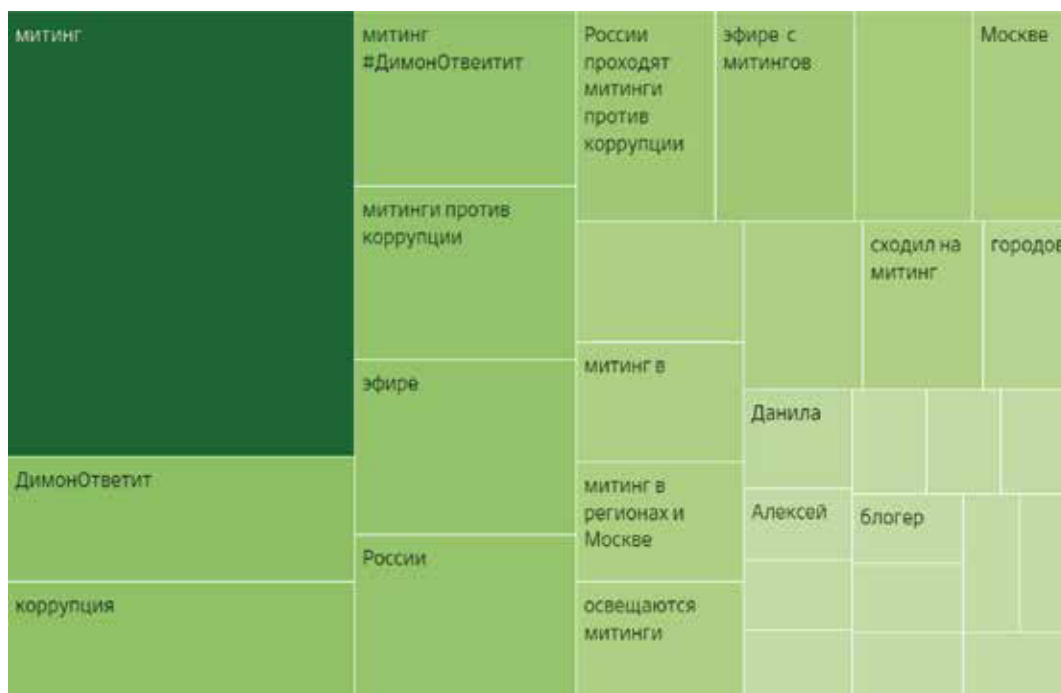 митинг
ДимонОтветит
коррупция
митинг
#ДимонОтвеитит
митинги против
коррупции
эфире
России
России
проходят
митинги
против
коррупции
эфире с
митингов
Москве
митинг в
митинг в
регионах и
Москве
освещаются
митинги
сходил на
митинг
городов
Данила
Алексей
блогер